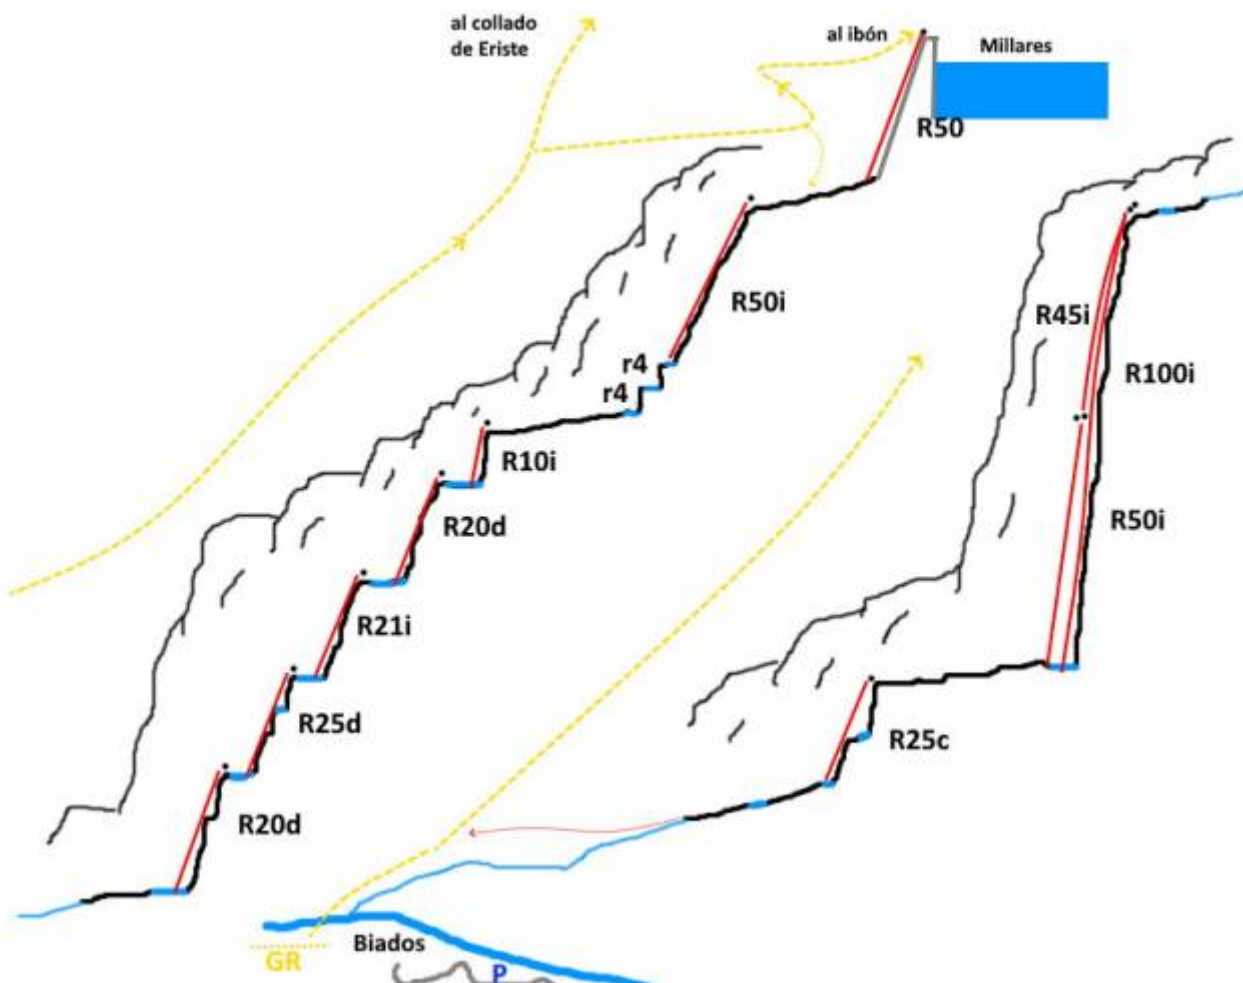 al collado
de Eriste
al ibón
Millares
R50
R50i
R45i
r4
R100i
r4
R10i
R20d
R50i
R21i
R25d
R25c
R20d
Biados
GR
P